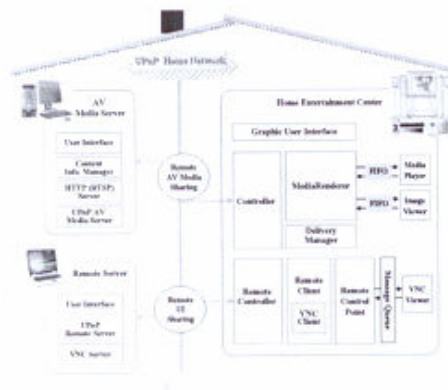 UPnP Home Network
AV
Media Server
User Interface
Content
Info. Manager
HTTP (RTSP)
Server
UPnP AV
Media Server
Remote
AV Media
Sharing
Home Entertainment Center
Graphic User Interface
Controller
MediaRenderer
Delivery
Manager
FIFO
Media
Player
FIFO
Image
Viewer
Remote Server
User Interface
UPnP
Remote Server
VNC Server
Remote
UI
Sharing
Remote
Controller
Remote
Client
VNC
Client
Remote
Control
Point
Message Queue
VNC
Viewer